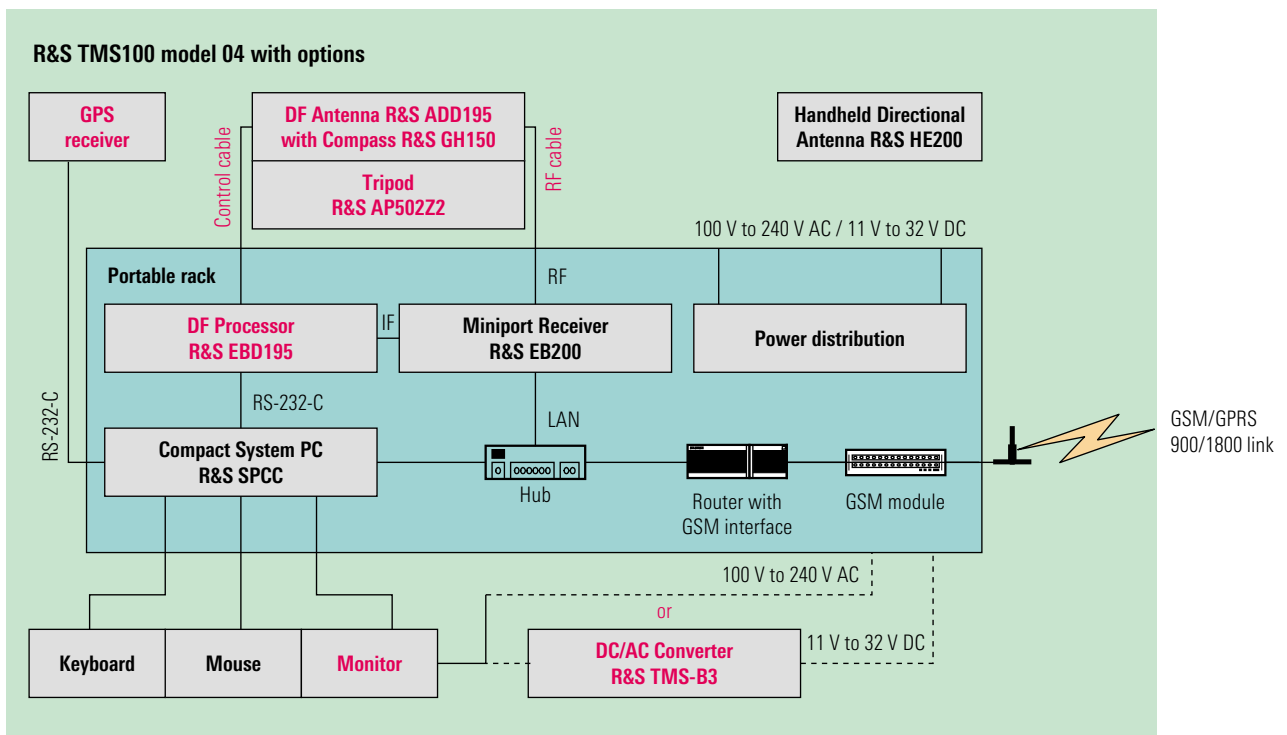 R&S TMS100 model 04 with options
GPS
receiver
Control cable
DF Antenna R&S ADD195
with Compass R&S GH150
Tripod
R&S AP502Z2
RF cable
Handheld Directional
Antenna R&S HE200
100 V to 240 V AC / 11 V to 32 V DC
Portable rack
RF
DF Processor
R&S EBD195
IF
Miniport Receiver
R&S EB200
Power distribution
RS-232-C
RS-232-C
LAN
Compact System PC
R&S SPCC
Hub
Router with
GSM interface
GSM module
GSM/GPRS
900/1800 link
100 V to 240 V AC
or
Keyboard
Mouse
Monitor
DC/AC Converter
R&S TMS-B3
11 V to 32 V DC